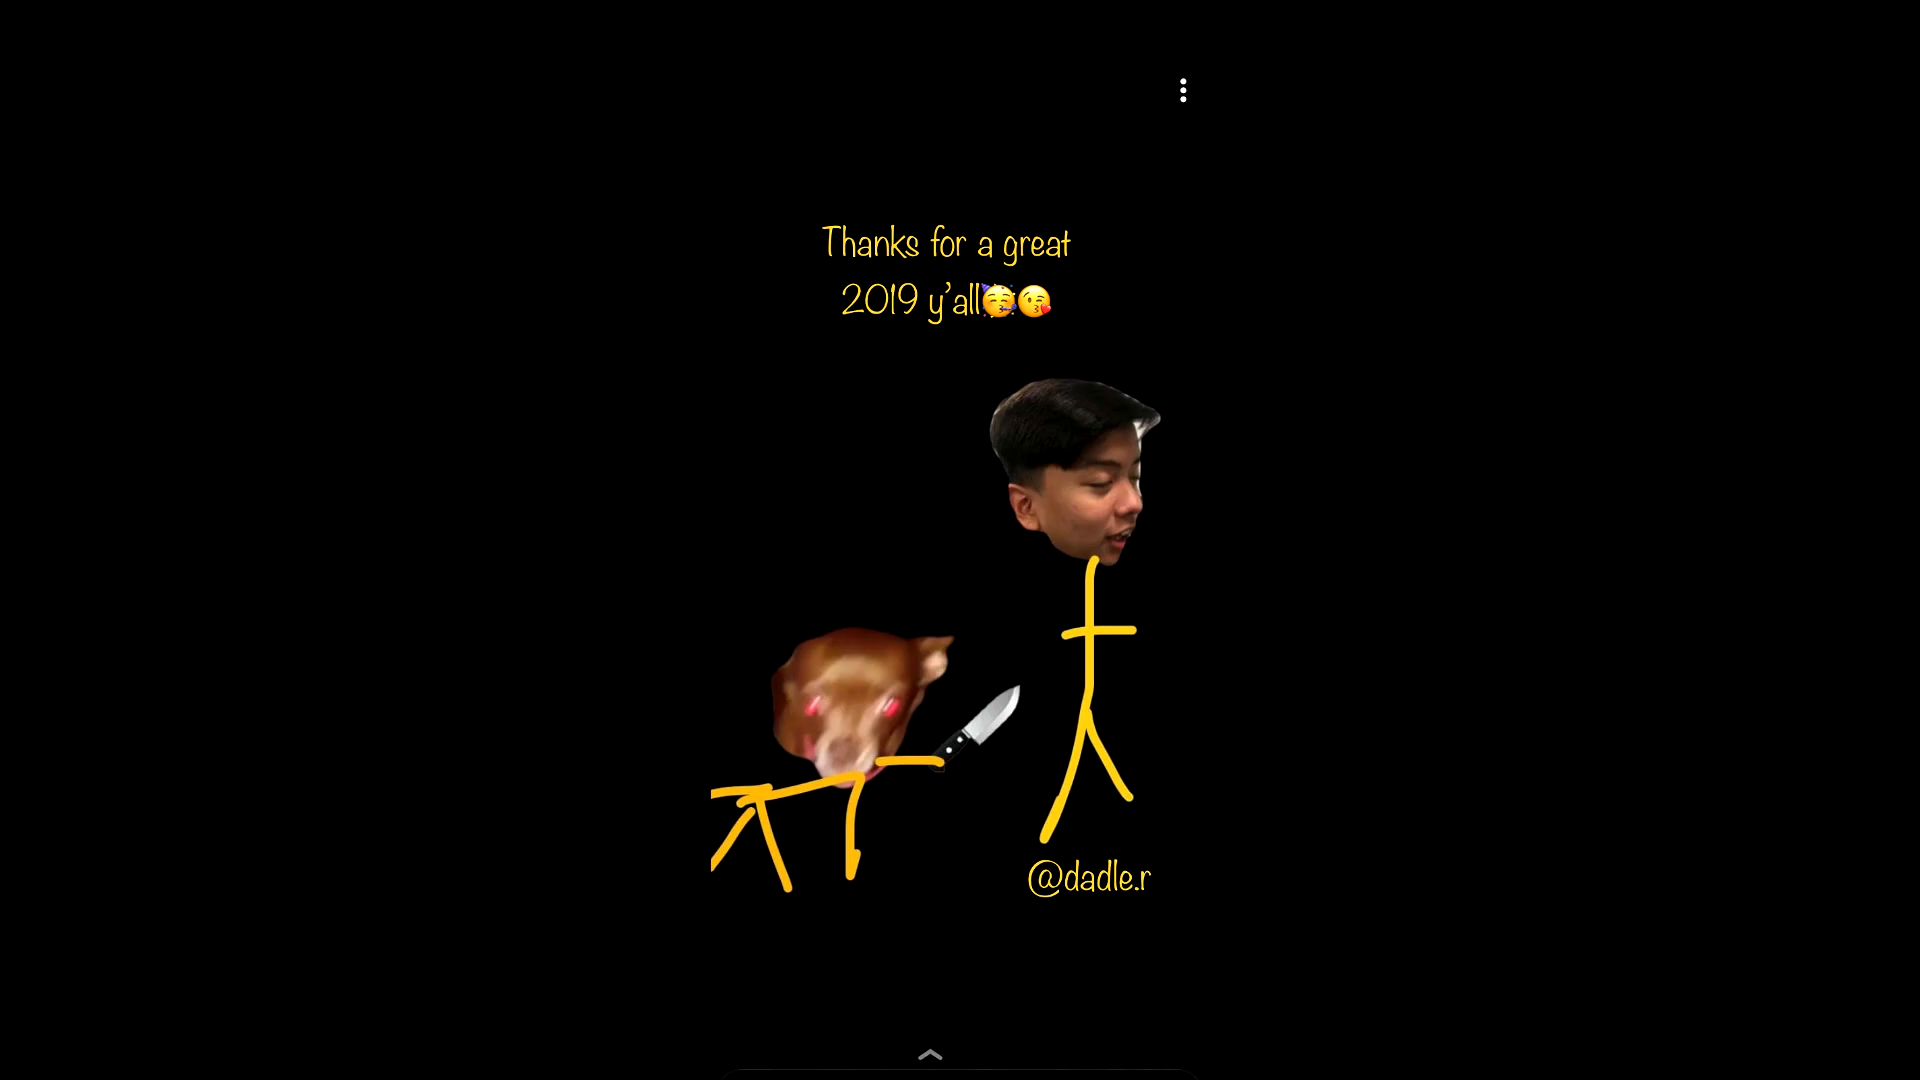 Thanks for a great
2019 y’all🥳😘
@dadle.r